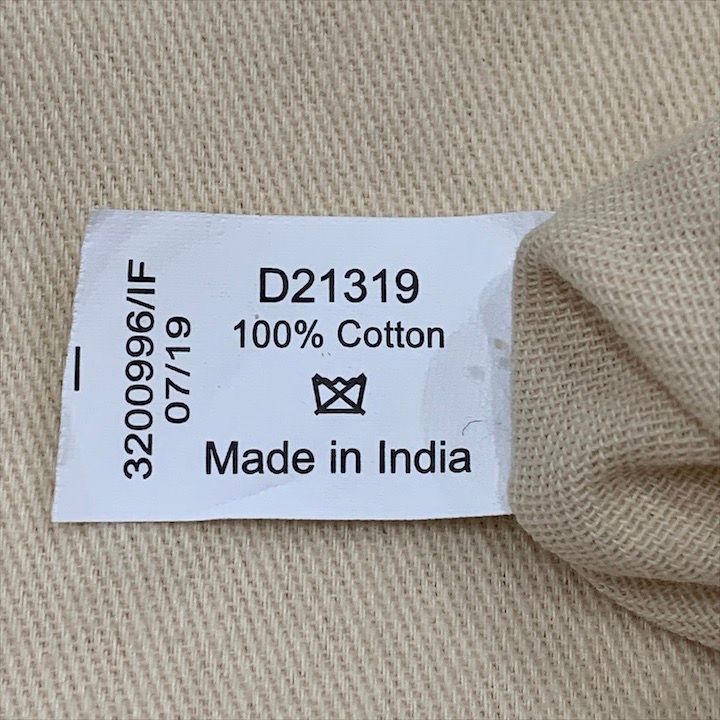 D21319
100% Cotton
Made in India
3200996/IF
07/19